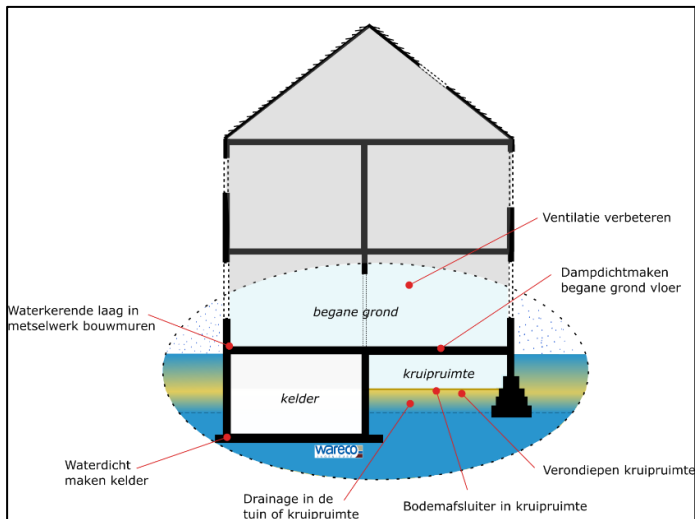 Ventilatie verbeteren
Dampdichtmaken
begane grond vloer
Waterkerende laag in
metselwerk bouwmuren
begane grond
kruipruimte
kelder
wareco
Waterdicht
maken kelder
Verondiepen kruipruimte
Drainage in de
tuin of kruipruimte
Bodemafsluiter in kruipruimte